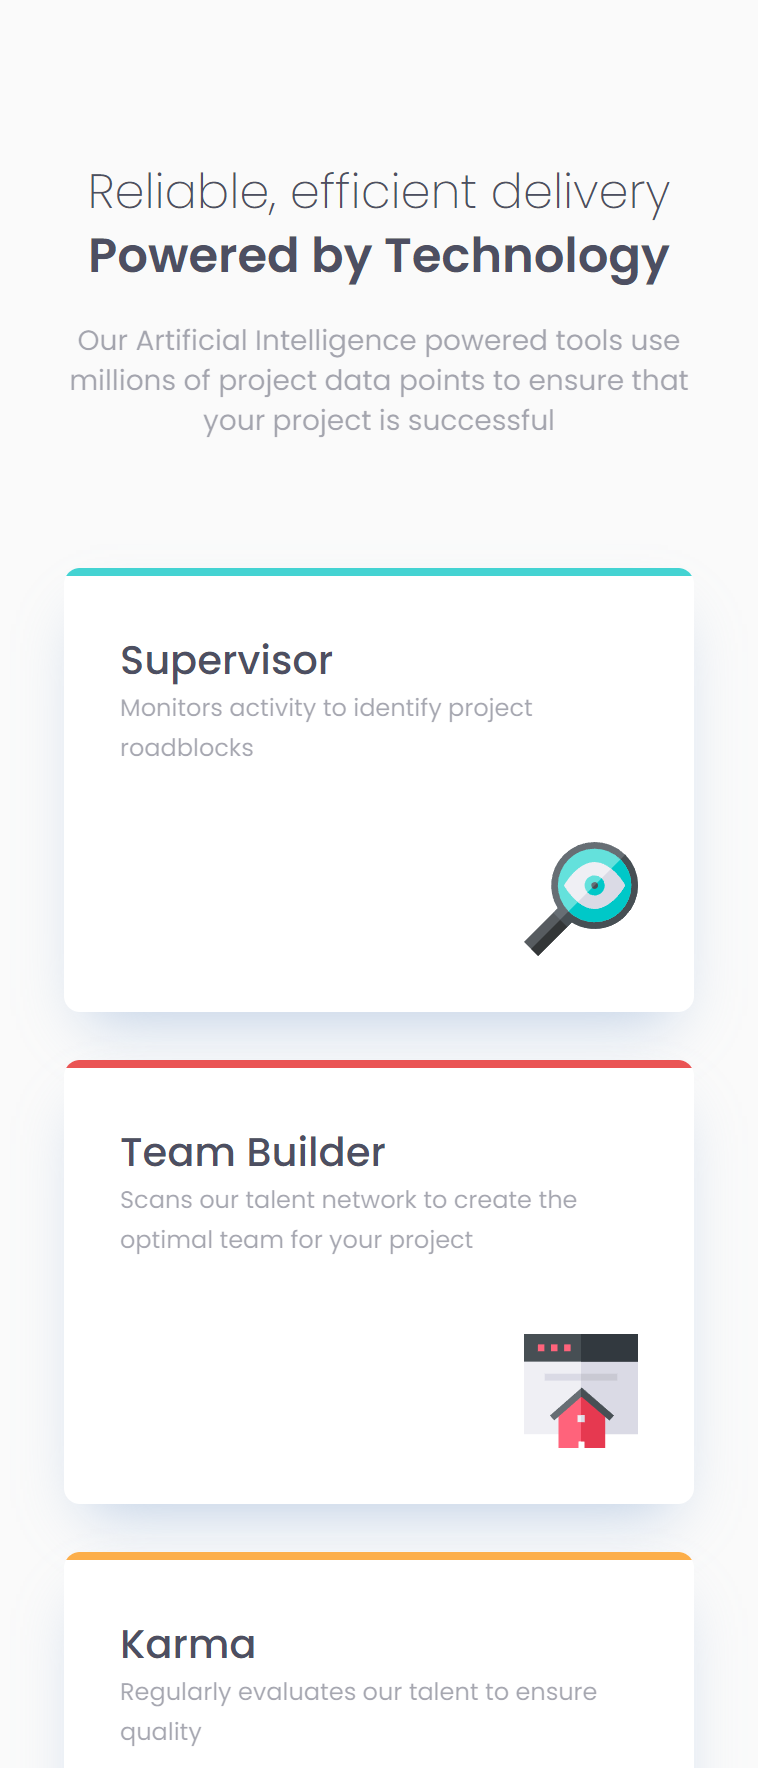 Reliable, efficient delivery
Powered by Technology
Our Artificial Intelligence powered tools use
millions of project data points to ensure that
your project is successful
Supervisor
Monitors activity to identify project
roadblocks
Team Builder
Scans our talent network to create the
optimal team for your project
Karma
Regularly evaluates our talent to ensure
quality